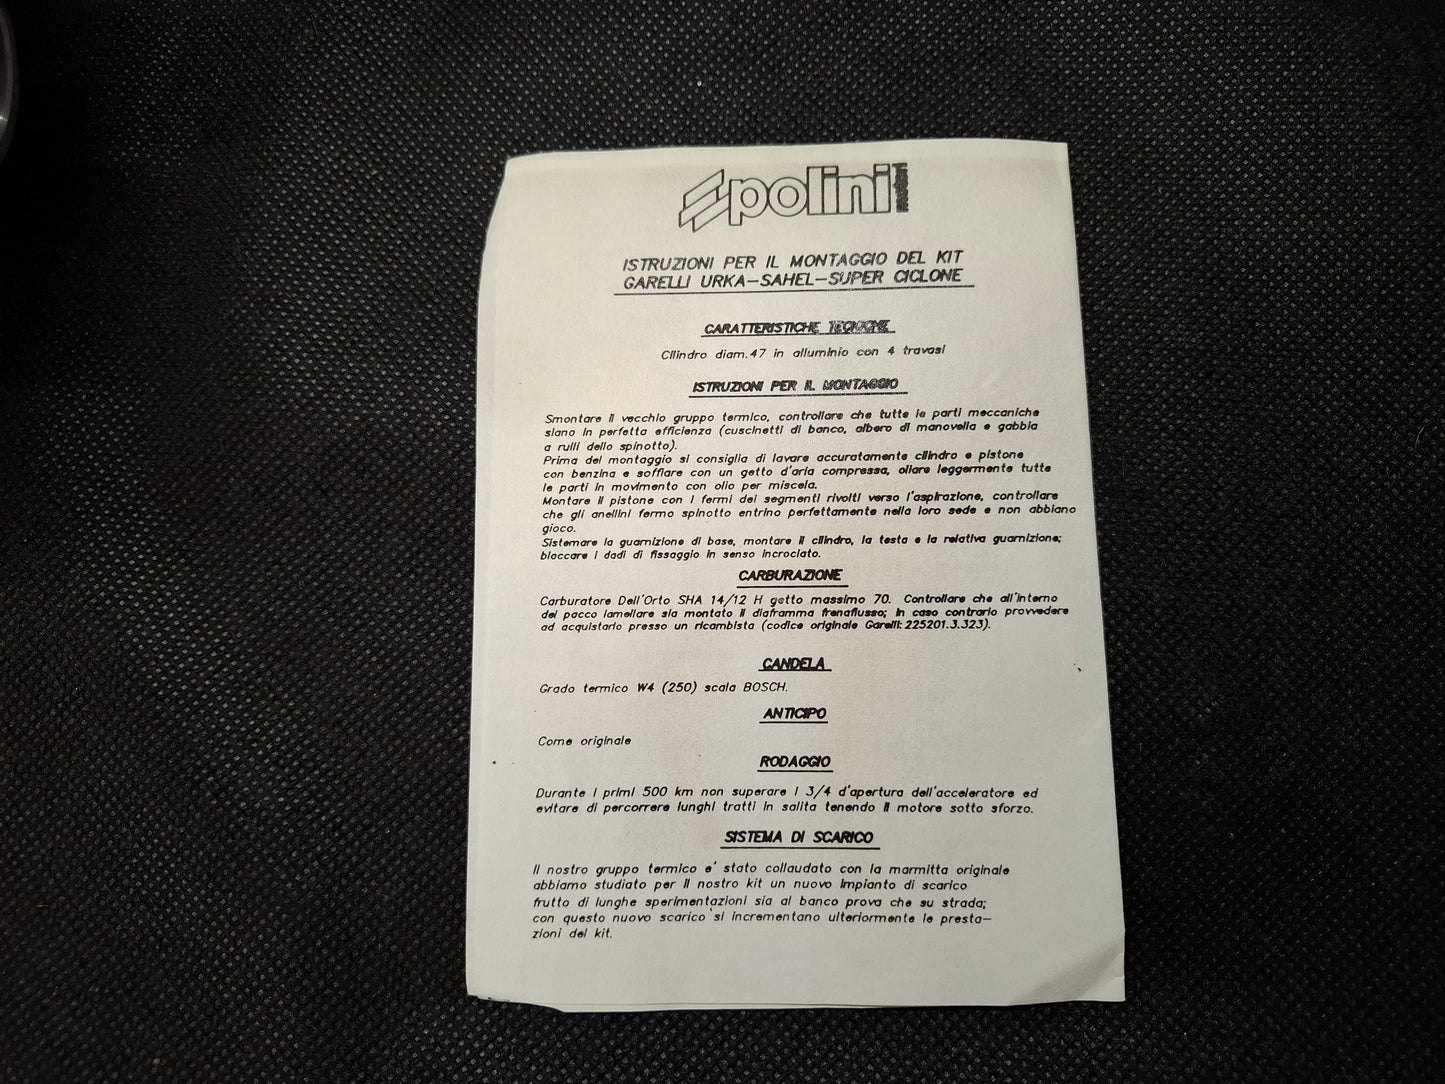 polini
ISTRUZIONI PER IL MONTAGGIO DEL KIT
GARELLI URKA-SAHEL-SUPER CICLONE
CARATTERISTICHE TECNICHE
Cilindro diam.47 in alluminio con 4 travasi
ISTRUZIONI PER IL MONTAGGIO
Smontare il vecchio gruppo termico, controllare che tutte le parti meccaniche
siano in perfetta efficienza (cuscinetti di banco, albero di manovella e gabbia
a rulli dello spinotto).
Prima del montaggio si consiglia di lavare accuratamente cilindro e pistone
con benzina e soffiare con un getto d'aria compressa, oliare leggermente tutte
le parti in movimento con olio per miscela.
Montare il pistone con i fermi dei segmenti rivolti verso l'aspirazione, controllare
che gli anellini fermo spinotto entrino perfettamente nella loro sede e non abbiano
gioco.
Sistemare la guarnizione di base, montare il cilindro, la testa e la relativa guarnizione;
bloccare i dadi di fissaggio in senso incrociato.
CARBURAZIONE
Carburatore Dell'Orto SHA 14/12 H getto massimo 70. Controllare che all'interno
del pacco lamellare sia montato il diaframma frenaflusso; in caso contrario provvedere
ad acquistarlo presso un ricambista (codice originale Garelli: 225201.3.323).
CANDELA
Grado termico W4 (250) scala BOSCH.
ANTICIPO
Come originale
RODAGGIO
Durante i primi 500 km non superare i 3/4 d'apertura dell'acceleratore ed
evitare di percorrere lunghi tratti in salita tenendo il motore sotto sforzo.
SISTEMA DI SCARICO
Il nostro gruppo termico e' stato collaudato con la marmitta originale
abbiamo studiato per il nostro kit un nuovo impianto di scarico
frutto di lunghe sperimentazioni sia al banco prova che su strada;
con questo nuovo scarico si incrementano ulteriormente le presta-
zioni del kit.